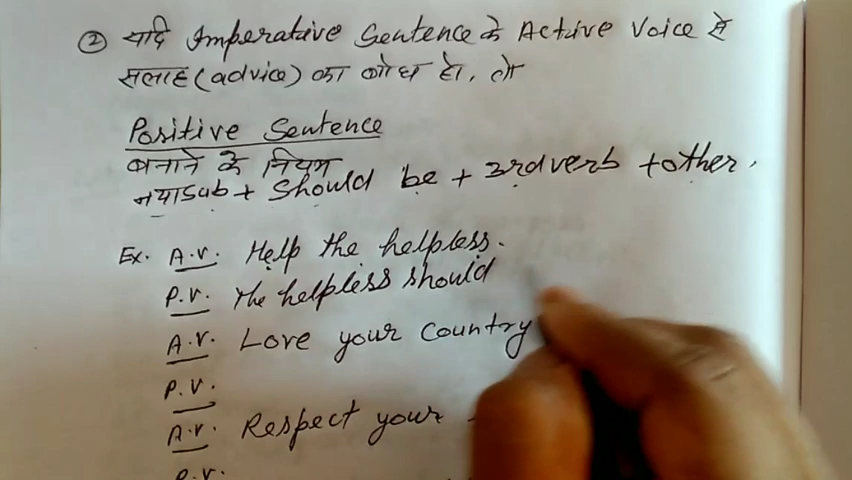 ② यदि Imperative Sentence के Active Voice से
सलाह (advice) का बोध हो, तो
Positive Sentence
बनाने के नियम
नया Sub + Should be + 3rd verb + other.
Ex. A.V. Help the helpless.
P.V. The helpless should
A.V. Love your country
P.V.
A.V. Respect your
P.V.